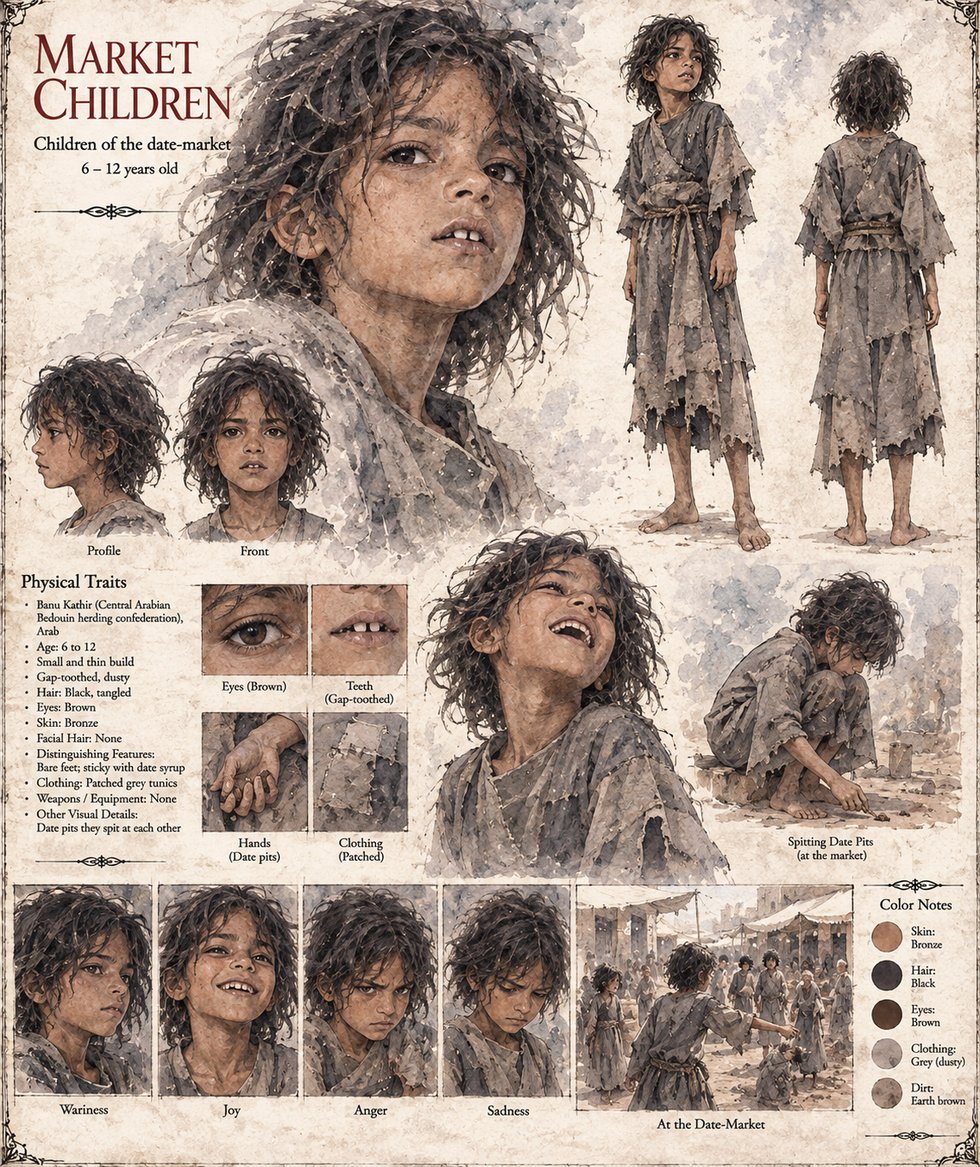 MARKET
CHILDREN
Children of the date-market
6 – 12 years old
Profile
Front
Physical Traits
• Banu Kathir (Central Arabian
Bedouin herding confederation),
Arab
• Age: 6 to 12
• Small and thin build
• Gap-toothed, dusty
• Hair: Black, tangled
• Eyes: Brown
• Skin: Bronze
• Facial Hair: None
• Distinguishing Features:
Bare feet; sticky with date syrup
• Clothing: Patched grey tunics
• Weapons / Equipment: None
• Other Visual Details:
Date pits they spit at each other
Eyes (Brown)
Teeth
(Gap-toothed)
Hands
(Date pits)
Clothing
(Patched)
Spitting Date Pits
(at the market)
Wariness
Joy
Anger
Sadness
At the Date-Market
Color Notes
Skin:
Bronze
Hair:
Black
Eyes:
Brown
Clothing:
Grey (dusty)
Dirt:
Earth brown